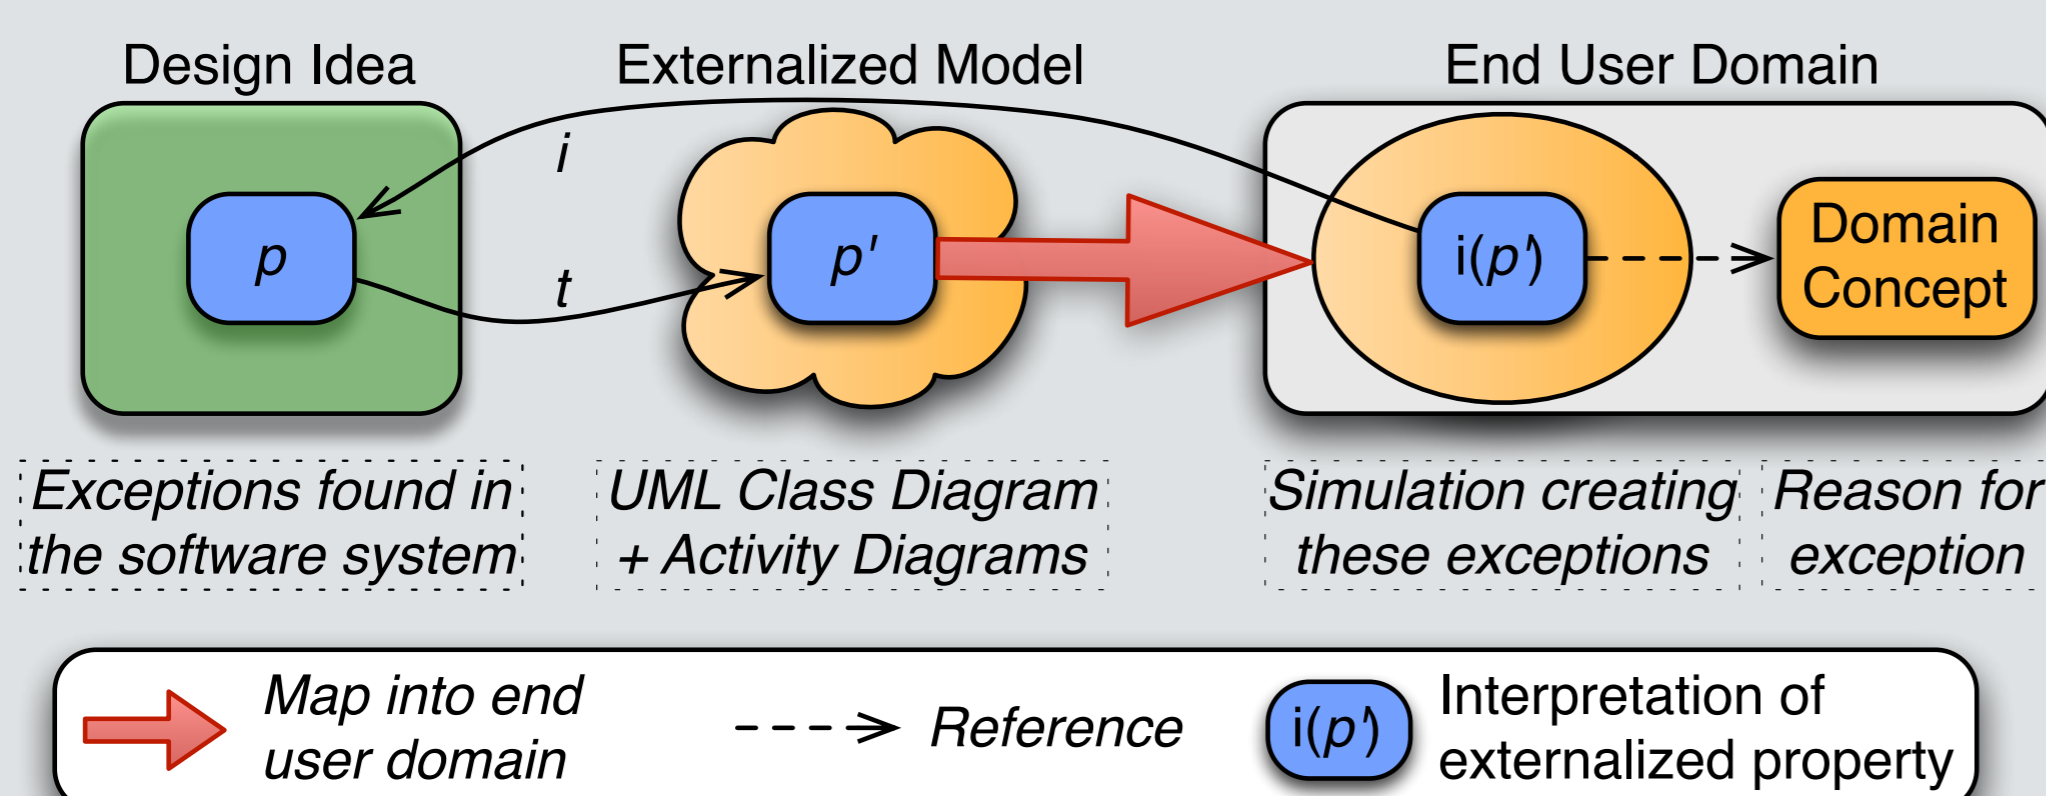 Design Idea
Externalized Model
End User Domain
i
t
p
p'
i(p')
Domain
Concept
Exceptions found in
the software system
UML Class Diagram
+ Activity Diagrams
Simulation creating
these exceptions
Reason for
exception
Map into end
user domain
Reference
i(p')
Interpretation of
externalized property